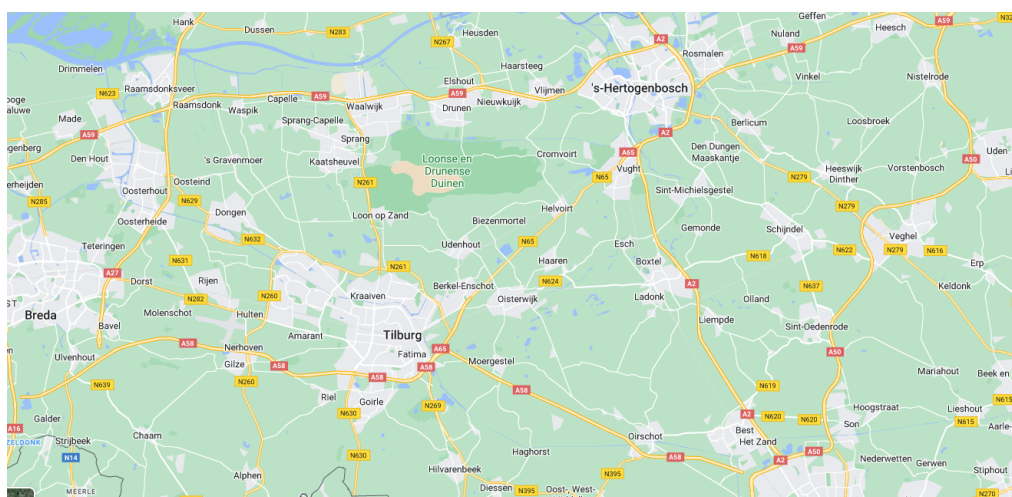 Hank
Dussen
N283
Heusden
N267
Haarsteeg
A2
Rosmalen
Geffen
Nuland
A59
Heesch
A59
Drimmelen
Raamsdonksveer
N623
Elshout
Vlijmen
's-Hertogenbosch
Vinkel
Nistelrode
Raamsdonk
Capelle
A59
Waalwijk
A59
Nieuwkuijk
Drunen
Waspik
Made
Sprang-Capelle
A59
Sprang
A2
Berlicum
Loosbroek
Den Hout
's Gravenmoer
Kaatsheuvel
Loonse en
Drunense
Duinen
Cromvoirt
A65
Vught
Den Dungen
Maaskantje
A50
Uden
Oosterhout
Oosteind
N261
N65
N279
Heeswijk
Dinther
Vorstenbosch
N285
N629
Sint-Michielsgestel
Dongen
Loon op Zand
Helvoirt
N279
Oosterheide
Biezenmortel
Gemonde
Schijndel
Veghel
Teteringen
N632
Udenhout
N65
Esch
N622
N279
N616
N631
Haaren
Boxtel
N618
Erp
A27
Dorst
Rijen
N261
Berkel-Enschot
N624
A2
N637
Keldonk
N282
N260
Kraaiven
Oisterwijk
Ladonk
Olland
Breda
Molenschot
Hulten
Bavel
Amarant
Tilburg
Liempde
Sint-Oedenrode
A58
Nerhoven
Fatima
A65
A50
Ulvenhout
Gilze
A58
A58
Moergestel
Mariahout
A58
N639
N260
A58
N619
Beek en
Riel
Goirle
N269
Hoogstraat
Lieshout
N615
Galder
N630
A2
N620
N620
N615
Aarle-
A16
Best
Son
Chaam
Oirschot
Strijbeek
Het Zand
N14
N630
Haghorst
A58
A50
A2
Nederwetten
Gerwen
Alphen
Hilvarenbeek
N395
Stiphout
MEERLE
Diessen
N395
Oost-, West-
N270